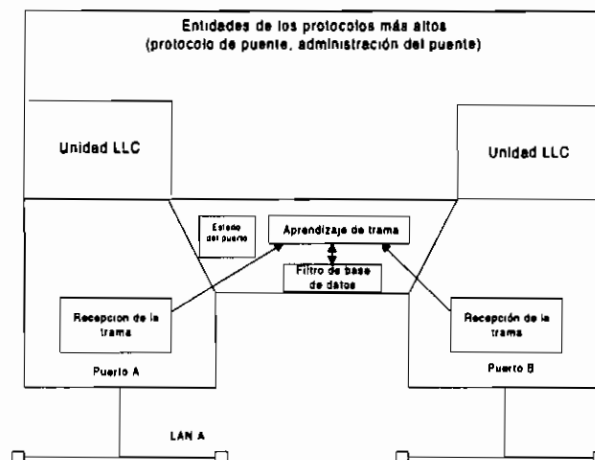 Entidades de los protocolos más altos
(protocolo de puente, administración del puente)
Unidad LLC
Unidad LLC
Estado
del puerto
Aprendizaje de trama
Filtro de base
de datos
Recepcion de la
trama
Recepción de la
trama
Puerto A
Puerto B
LAN A